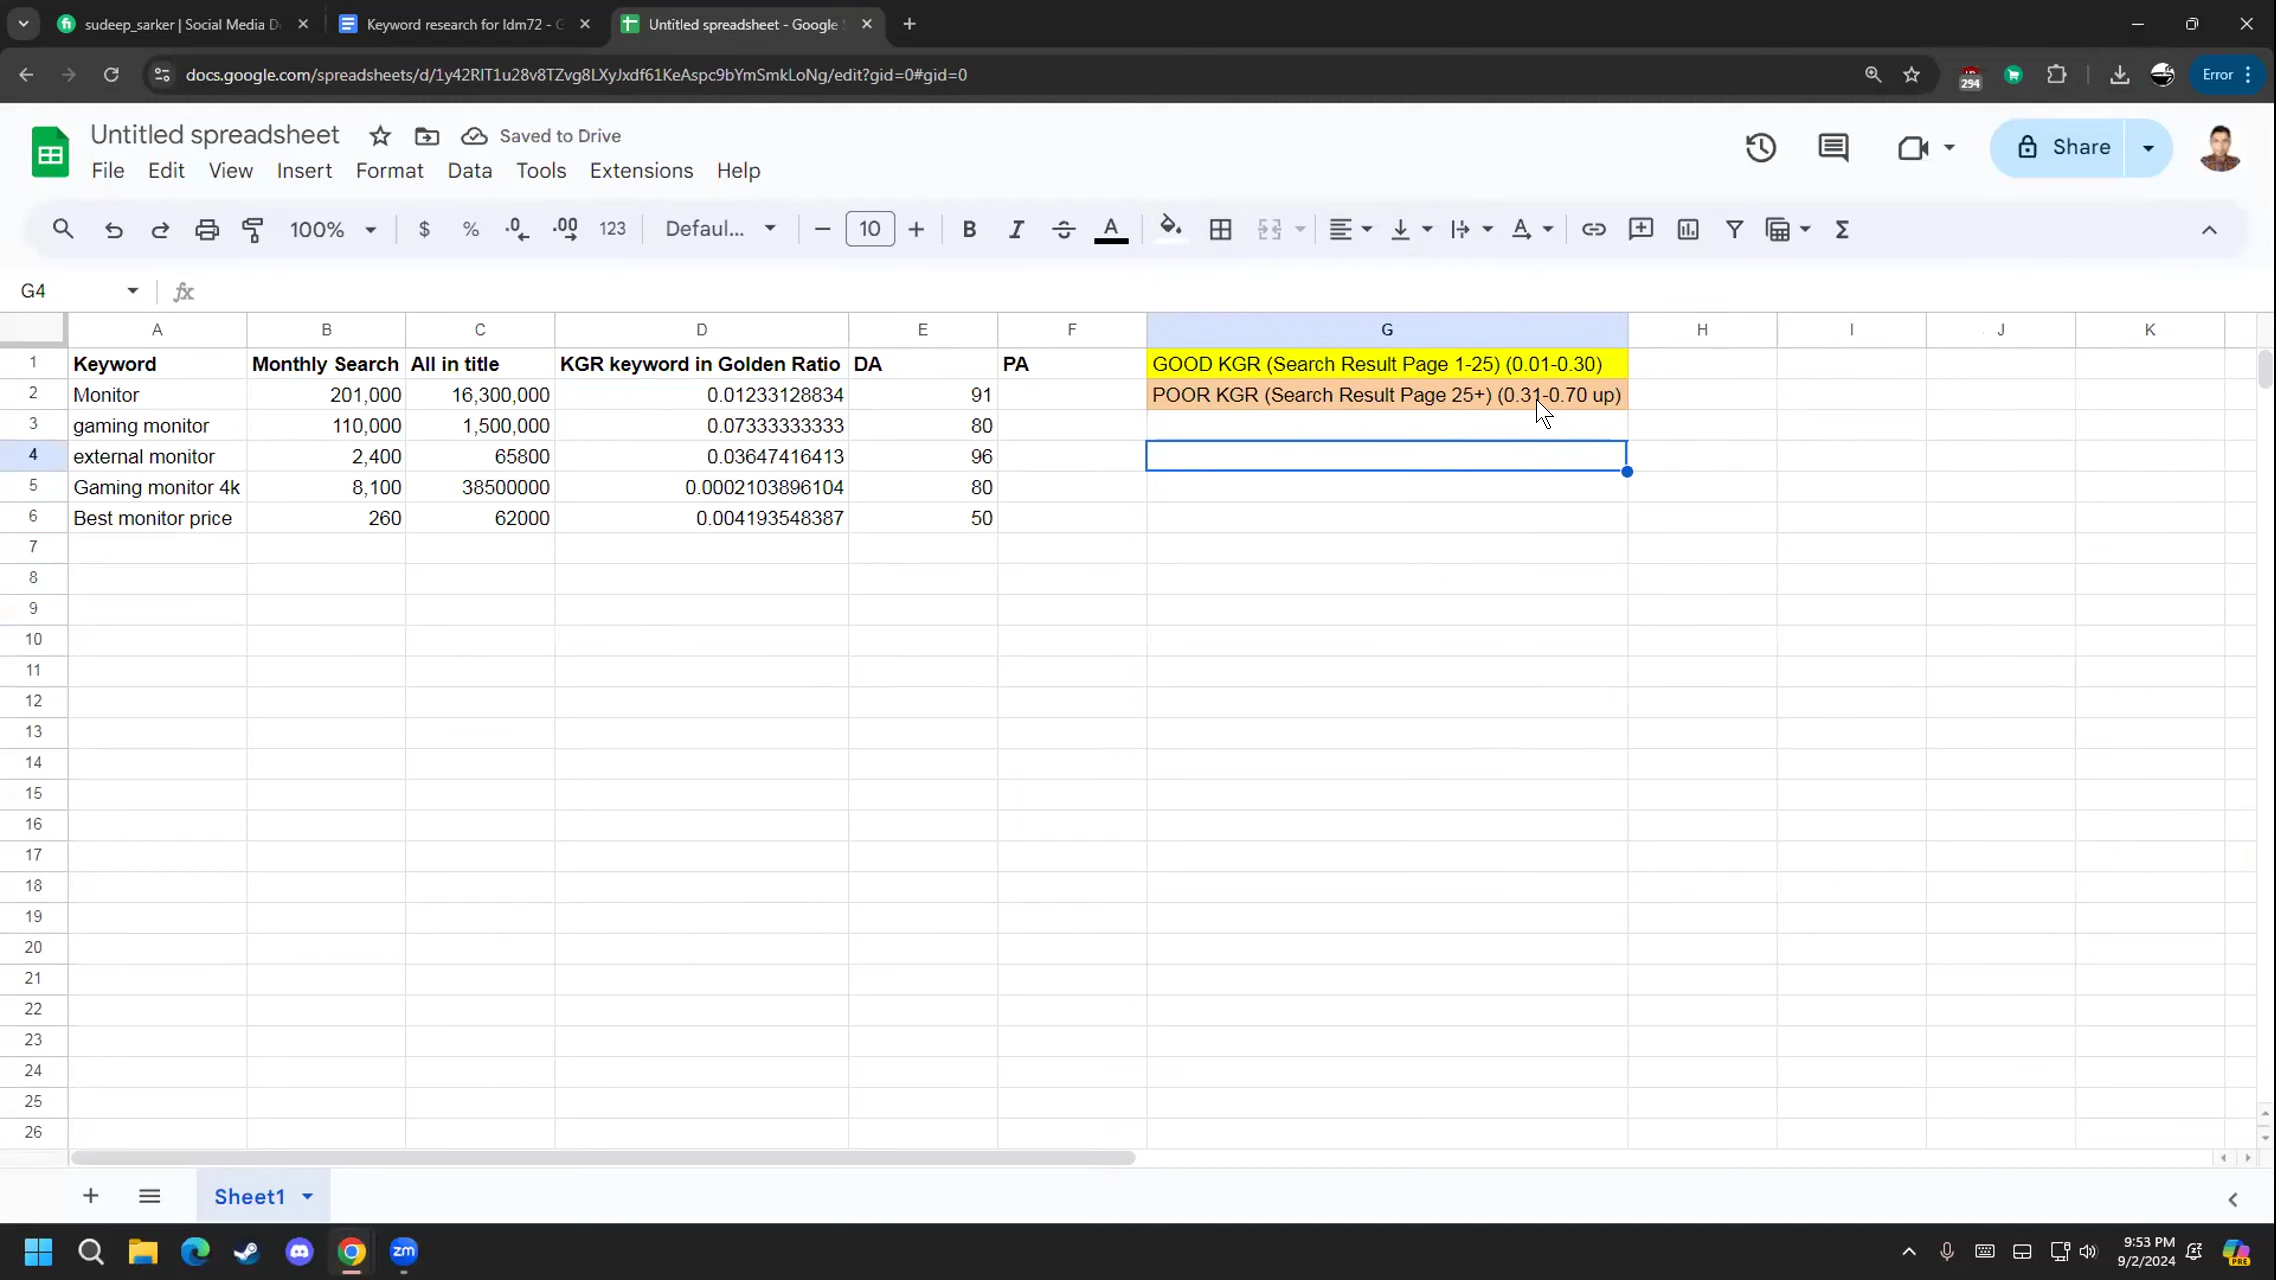 sudeep_sarker | Social Media D
Keyword research for ldm72 - G
Untitled spreadsheet - Google S
docs.google.com/spreadsheets/d/1y42RlT1u28v8TZvg8LXyJxdf61KeAspc9bYmSmkLoNg/edit?gid=0#gid=0
294
Error
Untitled spreadsheet
Saved to Drive
File Edit View Insert Format Data Tools Extensions Help
Share
100% $ % .0 .00 123 Defaul... 10 B I S A
G4 fx
A B C D E F G H I J K
1 Keyword Monthly Search All in title KGR keyword in Golden Ratio DA PA GOOD KGR (Search Result Page 1-25) (0.01-0.30)
2 Monitor 201,000 16,300,000 0.01233128834 91 POOR KGR (Search Result Page 25+) (0.31-0.70 up)
3 gaming monitor 110,000 1,500,000 0.07333333333 80
4 external monitor 2,400 65800 0.03647416413 96
5 Gaming monitor 4k 8,100 38500000 0.0002103896104 80
6 Best monitor price 260 62000 0.004193548387 50
7
8
9
10
11
12
13
14
15
16
17
18
19
20
21
22
23
24
25
26
Sheet1
zm
9:53 PM
9/2/2024
PRE